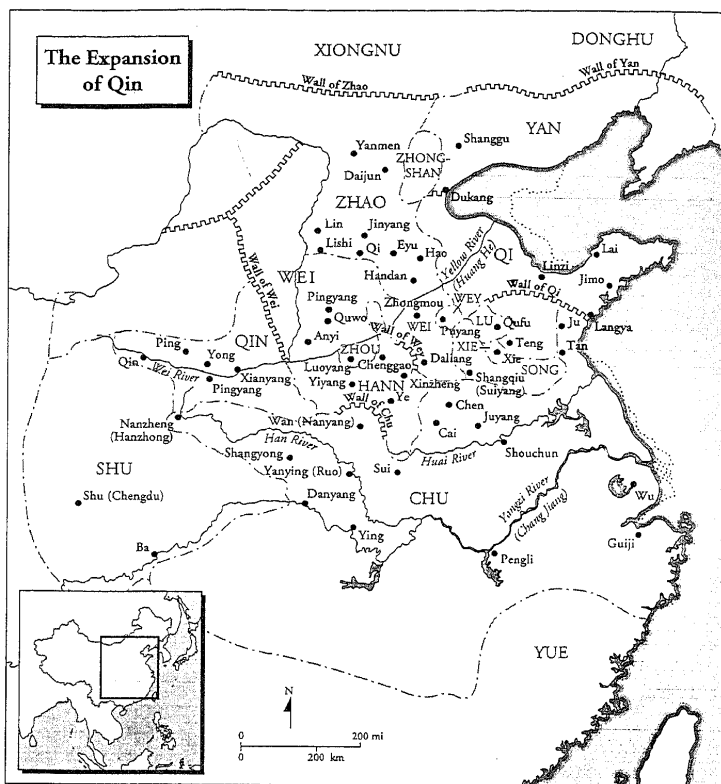 The Expansion
of Qin
XIONGNU
DONGHU
Wall of Zhao
Wall of Yan
YAN
Yanmen
Shanggu
ZHONG-
SHAN
Daijun
Dukang
ZHAO
Lin
Jinyang
Lishi
Qi
Eyu
Hao
Yellow River
(Huang He)
QI
Linzi
Lai
Handan
Wall of Qi
Jimo
Wall of Wei
WEI
Pingyang
Zhongmou
WEY
Quwo
WEI
Puyang
LU
Qufu
Ju
Langya
Anyi
Wall of Wei
XIE
Teng
Tan
Ping
QIN
ZHOU
Daliang
Xie
Qin
Yong
Luoyang
Chenggao
SONG
Wei River
Xianyang
Yiyang
HANN
Xinzheng
Shangqiu
(Suiyang)
Pingyang
Wall of Chu
Ye
Chen
Nanzheng
(Hanzhong)
Wan (Nanyang)
Juyang
Cai
Han River
Shangyong
Huai River
Shouchun
SHU
Yanying (Ruo)
Sui
Shu (Chengdu)
Danyang
CHU
Yangzi River
(Chang Jiang)
Wu
Ying
Guiji
Ba
Pengli
YUE
N
0
200 mi
0
200 km